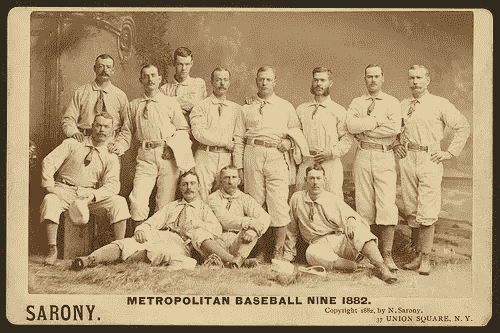 METROPOLITAN BASEBALL NINE 1882.
SARONY.
Copyright 1882, by N. Sarony.
37 UNION SQUARE, N. Y.